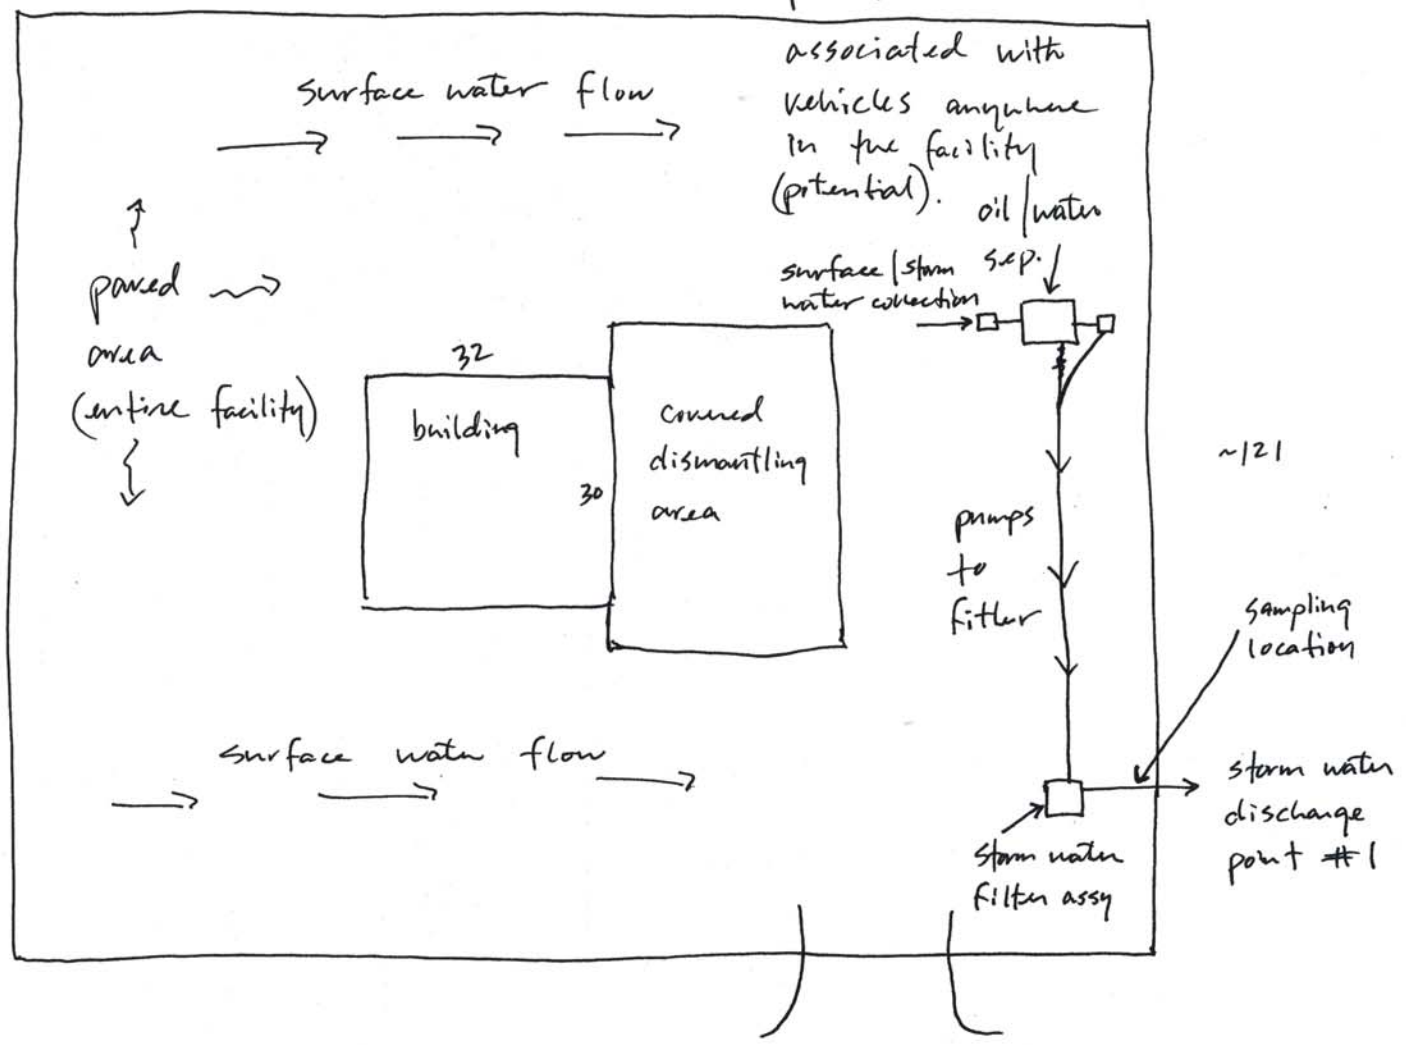 associated with
vehicles anywhere
in the facility
(potential).
surface water flow
oil/water
sep.
surface/storm
water collection
paved
area
(entire facility)
32
building
30
covered
dismantling
area
~121
pumps
to
fitler
sampling
location
surface water flow
storm water
discharge
point #1
storm water
filter assy